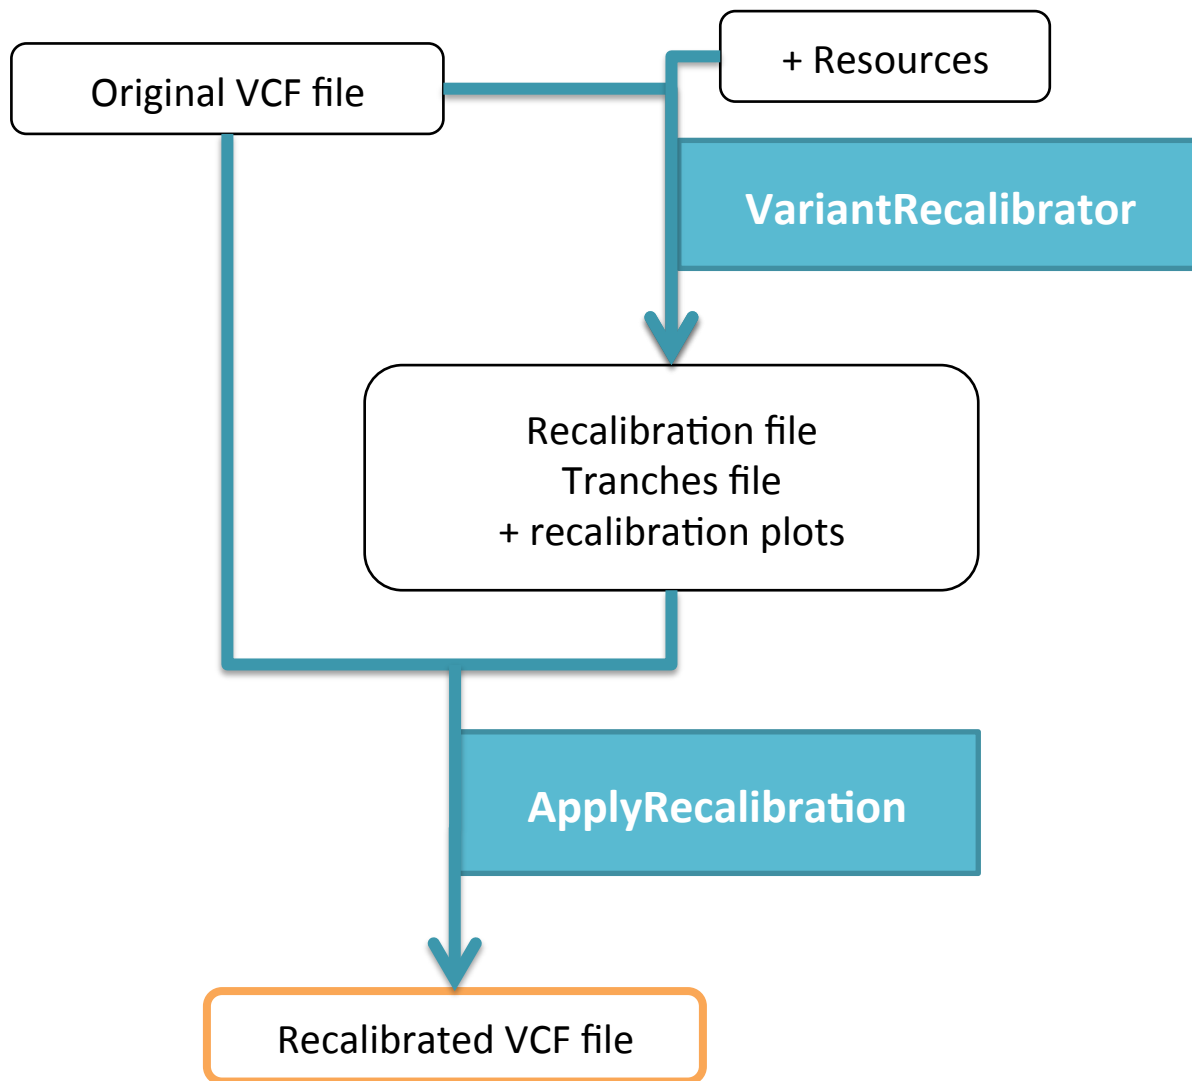 Original VCF file
+ Resources
VariantRecalibrator
Recalibration file
Tranches file
+ recalibration plots
ApplyRecalibration
Recalibrated VCF file